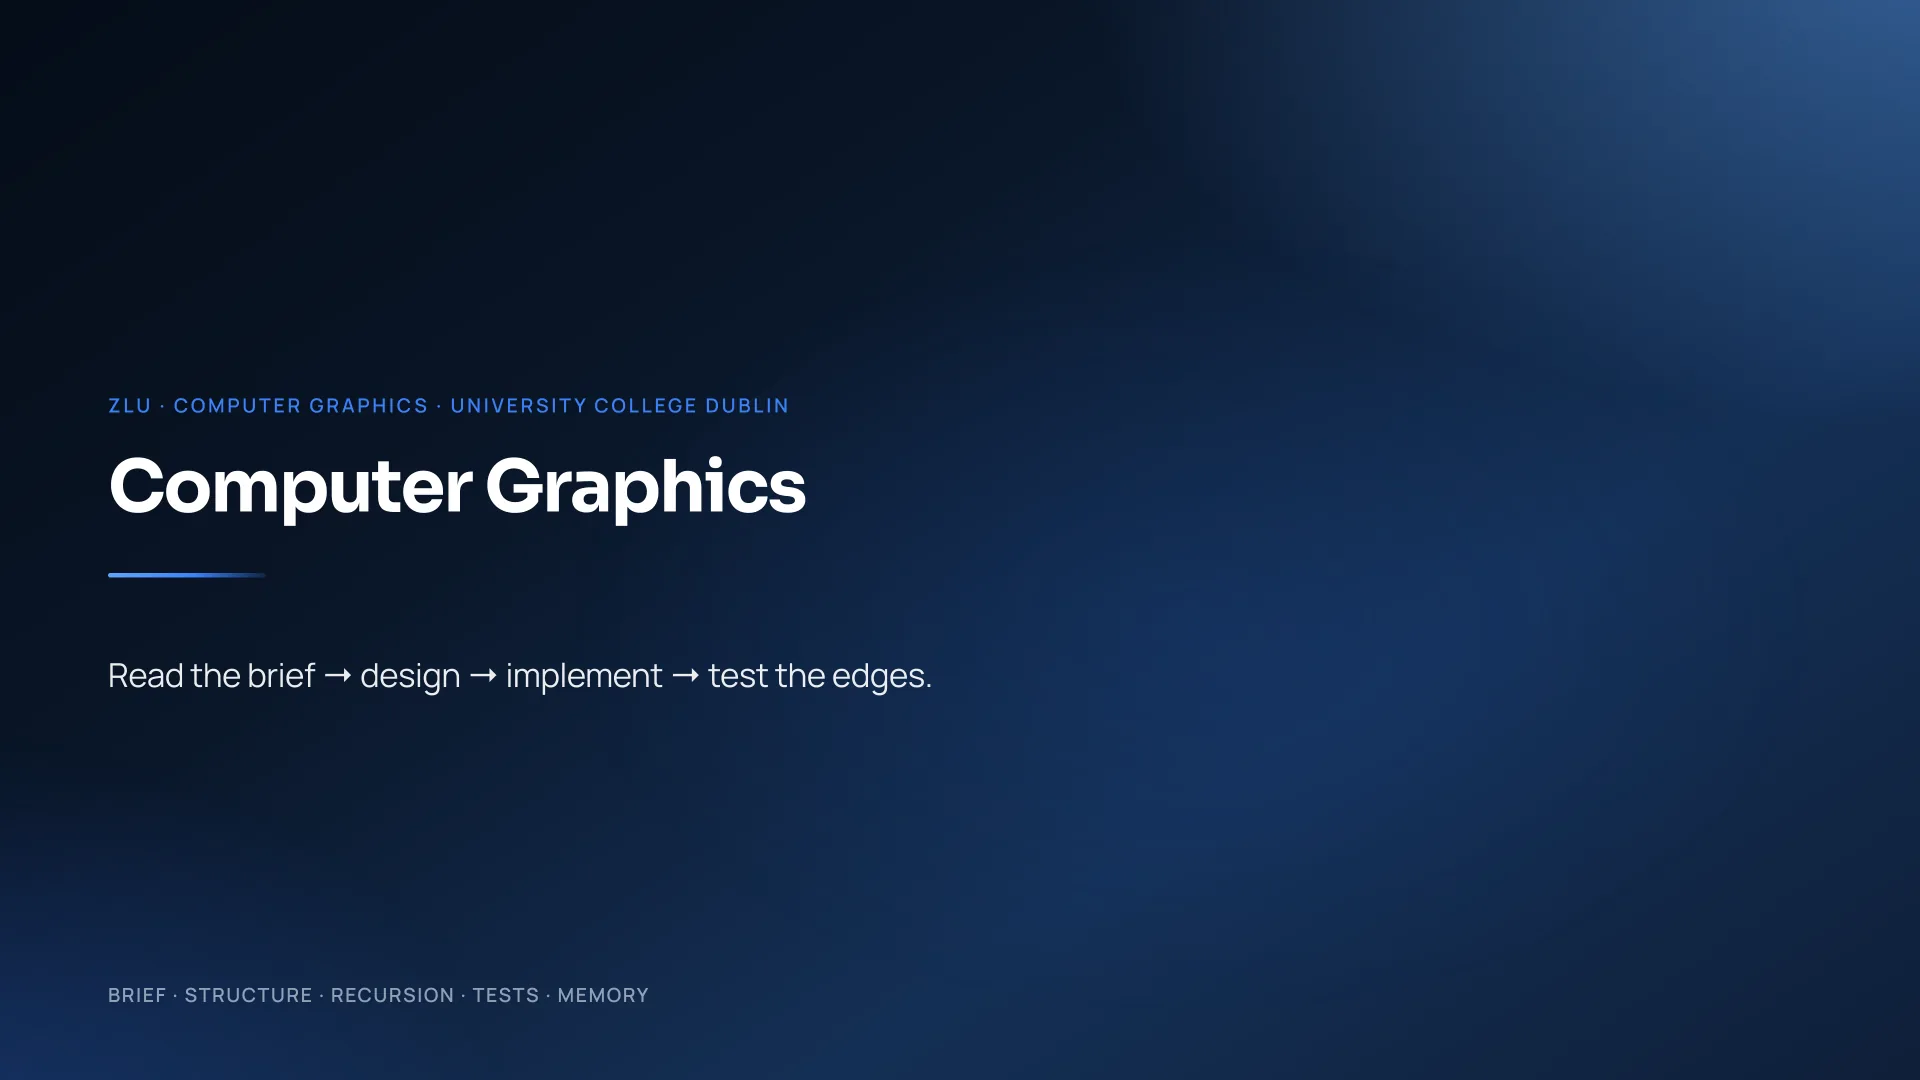 ZLU · COMPUTER GRAPHICS · UNIVERSITY COLLEGE DUBLIN
Computer Graphics
Read the brief → design → implement → test the edges.
BRIEF · STRUCTURE · RECURSION · TESTS · MEMORY